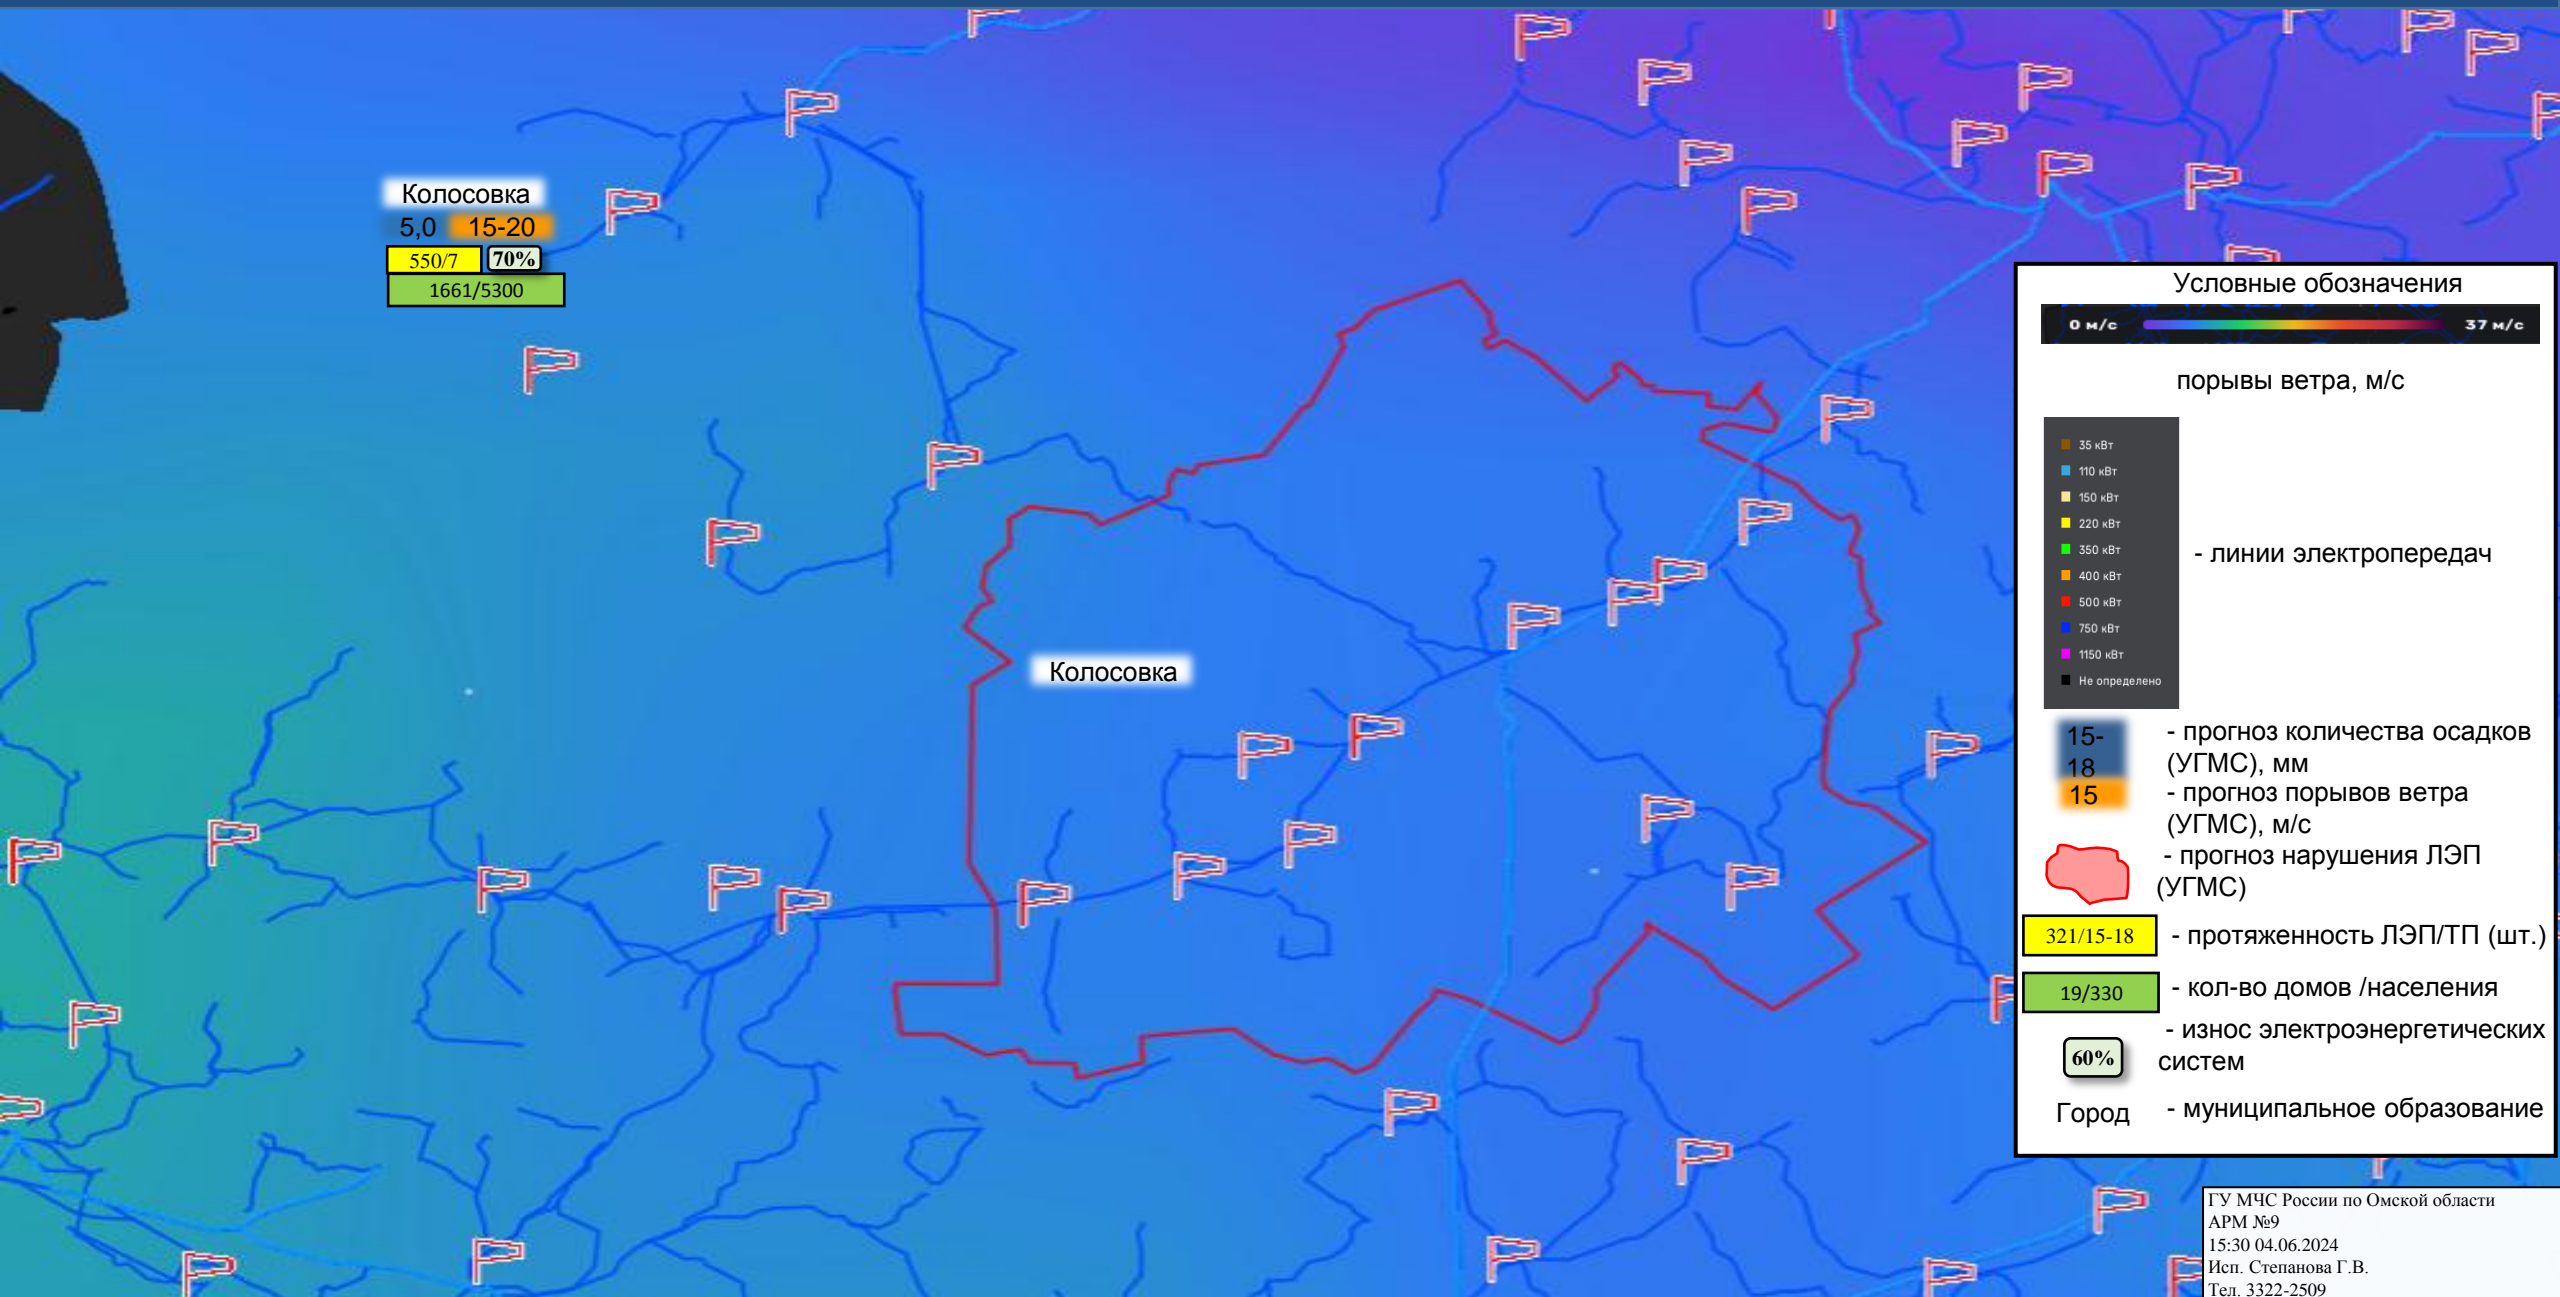 Колосовка
5,0 15-20
550/7 70%
1661/5300
Колосовка
Условные обозначения
0 м/с 37 м/с
порывы ветра, м/с
35 кВт
110 кВт
150 кВт
220 кВт
350 кВт
400 кВт
500 кВт
750 кВт
1150 кВт
Не определено
- линии электропередач
15-
18
- прогноз количества осадков
(УГМС), мм
15
- прогноз порывов ветра
(УГМС), м/с
- прогноз нарушения ЛЭП
(УГМС)
321/15-18 - протяженность ЛЭП/ТП (шт.)
19/330 - кол-во домов /населения
60%
- износ электроэнергетических
систем
Город - муниципальное образование
ГУ МЧС России по Омской области
АРМ №9
15:30 04.06.2024
Исп. Степанова Г.В.
Тел. 3322-2509